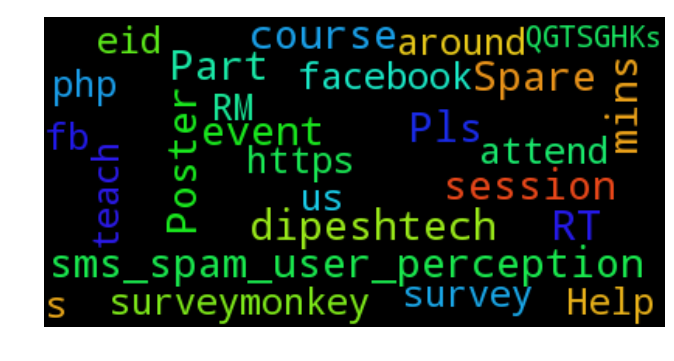 eid course around QGTSGHKs
php Part facebook Spare mins
fb RM event Pls attend
teach Poster https session
us
dipeshtech RT
sms_spam_user_perception
s surveymonkey survey Help